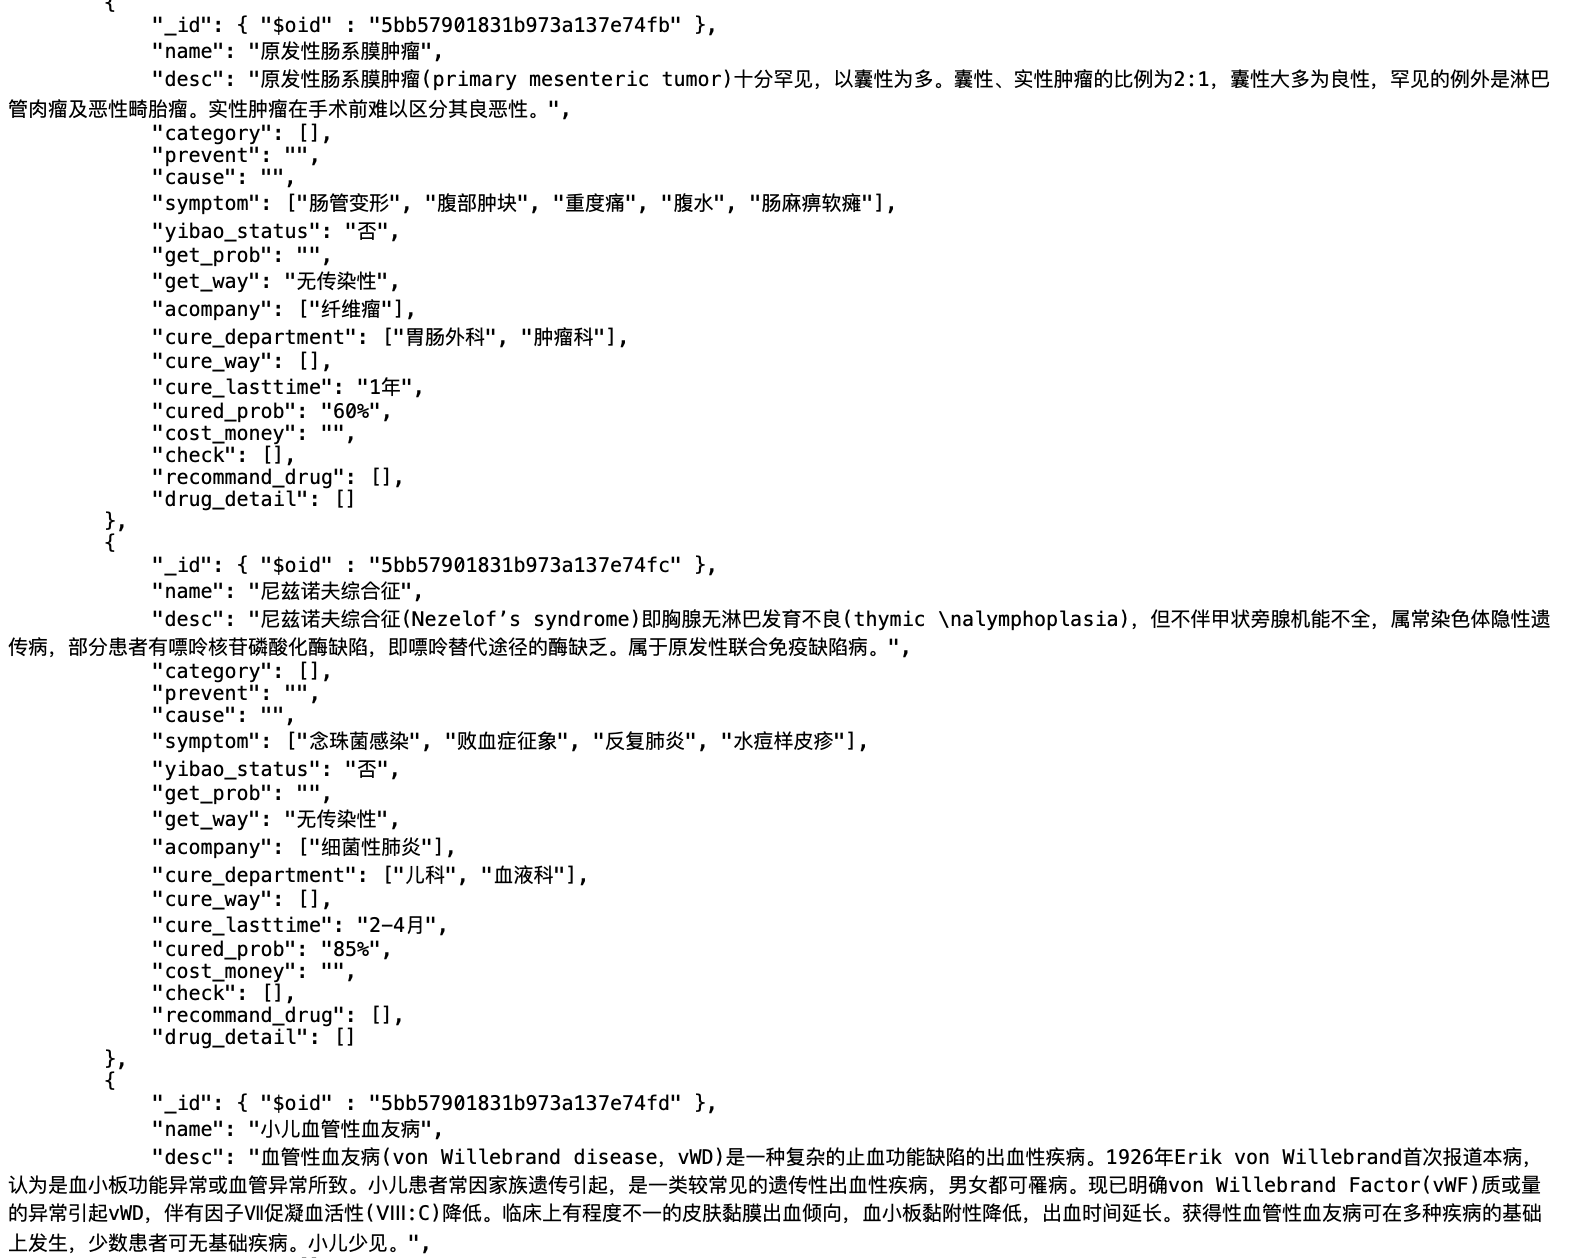 {
"_id": { "$oid" : "5bb57901831b973a137e74fb" },
"name": "原发性肠系膜肿瘤",
"desc": "原发性肠系膜肿瘤(primary mesenteric tumor)十分罕见，以囊性为多。囊性、实性肿瘤的比例为2:1，囊性大多为良性，罕见的例外是淋巴
管肉瘤及恶性畸胎瘤。实性肿瘤在手术前难以区分其良恶性。",
"category": [],
"prevent": "",
"cause": "",
"symptom": ["肠管变形", "腹部肿块", "重度痛", "腹水", "肠麻痹软瘫"],
"yibao_status": "否",
"get_prob": "",
"get_way": "无传染性",
"acompany": ["纤维瘤"],
"cure_department": ["胃肠外科", "肿瘤科"],
"cure_way": [],
"cure_lasttime": "1年",
"cured_prob": "60%",
"cost_money": "",
"check": [],
"recommand_drug": [],
"drug_detail": []
},
{
"_id": { "$oid" : "5bb57901831b973a137e74fc" },
"name": "尼兹诺夫综合征",
"desc": "尼兹诺夫综合征(Nezelof’s syndrome)即胸腺无淋巴发育不良(thymic \nalymphoplasia)，但不伴甲状旁腺机能不全，属常染色体隐性遗
传病，部分患者有嘌呤核苷磷酸化酶缺陷，即嘌呤替代途径的酶缺乏。属于原发性联合免疫缺陷病。",
"category": [],
"prevent": "",
"cause": "",
"symptom": ["念珠菌感染", "败血症征象", "反复肺炎", "水痘样皮疹"],
"yibao_status": "否",
"get_prob": "",
"get_way": "无传染性",
"acompany": ["细菌性肺炎"],
"cure_department": ["儿科", "血液科"],
"cure_way": [],
"cure_lasttime": "2-4月",
"cured_prob": "85%",
"cost_money": "",
"check": [],
"recommand_drug": [],
"drug_detail": []
},
{
"_id": { "$oid" : "5bb57901831b973a137e74fd" },
"name": "小儿血管性血友病",
"desc": "血管性血友病(von Willebrand disease，vWD)是一种复杂的止血功能缺陷的出血性疾病。1926年Erik von Willebrand首次报道本病，
认为是血小板功能异常或血管异常所致。小儿患者常因家族遗传引起，是一类较常见的遗传性出血性疾病，男女都可罹病。现已明确von Willebrand Factor(vWF)质或量
的异常引起vWD，伴有因子Ⅶ促凝血活性(Ⅷ:C)降低。临床上有程度不一的皮肤黏膜出血倾向，血小板黏附性降低，出血时间延长。获得性血管性血友病可在多种疾病的基础
上发生，少数患者可无基础疾病。小儿少见。",